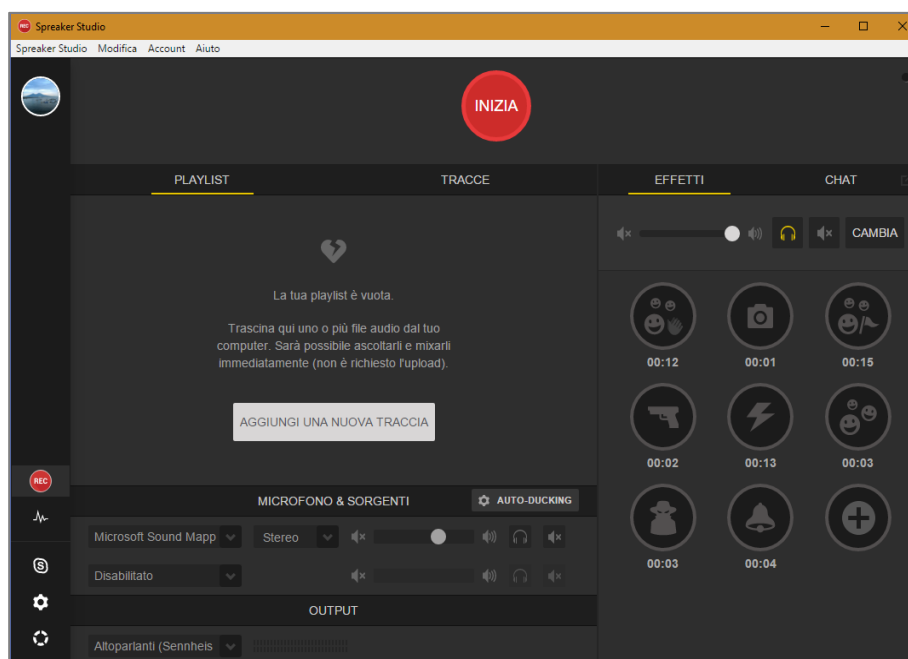 REC Spreaker Studio
Spreaker Studio Modifica Account Aiuto
INIZIA
PLAYLIST TRACCE EFFETTI CHAT
CAMBIA
La tua playlist è vuota.
Trascina qui uno o più file audio dal tuo
computer. Sarà possibile ascoltarli e mixarli
immediatamente (non è richiesto l'upload).
AGGIUNGI UNA NUOVA TRACCIA
00:12 00:01 00:15
00:02 00:13 00:03
00:03 00:04
REC
MICROFONO & SORGENTI AUTO-DUCKING
Microsoft Sound Mapp Stereo
S
Disabilitato
OUTPUT
Altoparlanti (Sennheis